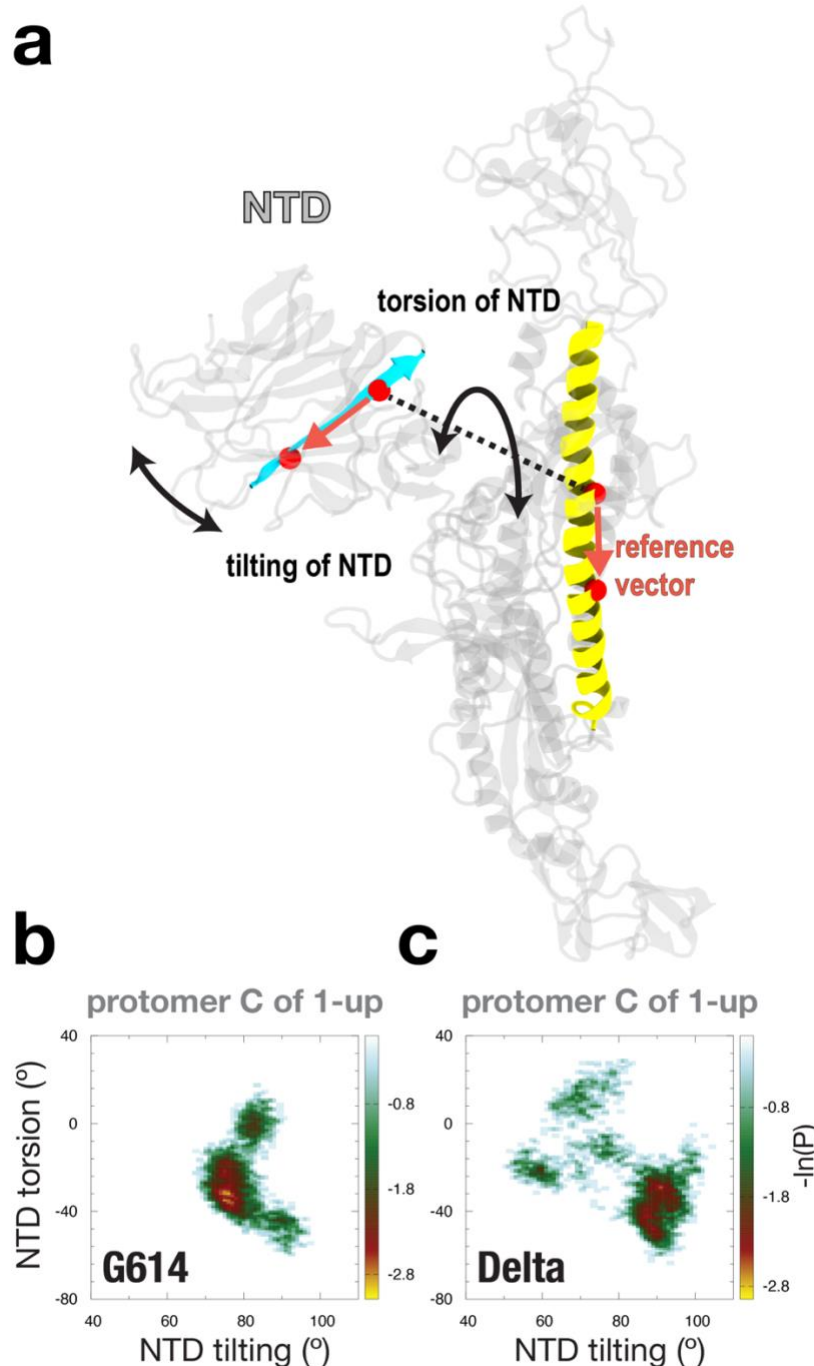 a
NTD
torsion of NTD
tilting of NTD
reference
vector
b
protomer C of 1-up
40
0
-40
-80
NTD torsion (º)
G614
40
60
80
100
NTD tilting (º)
-0.8
-1.8
-2.8
c
protomer C of 1-up
40
0
-40
-80
Delta
40
60
80
100
NTD tilting (º)
-0.8
-1.8
-2.8
-ln(P)